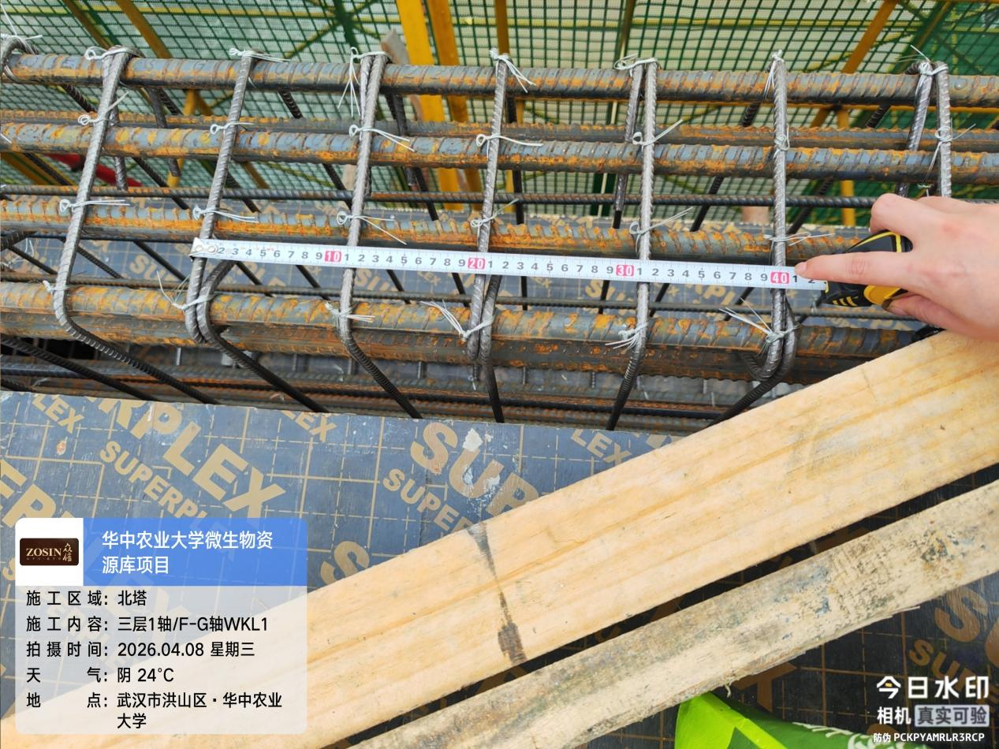 2 3 4 5 6 7 8 9 10 1 2 3 4 5 6 7 8 9 20 1 2 3 4 5 6 7 8 9 30 1 2 3 4 5 6 7 8 9 40 1 2
SUPERPLEX
SUPERPLEX
ZOSIN众信
华中农业大学微生物资
源库项目
施工区域：北塔
施工内容：三层1轴/F-G轴WKL1
拍摄时间：2026.04.08 星期三
天气：阴 24℃
地点：武汉市洪山区·华中农业
大学
今日水印
相机 真实可验
防伪 PCKPYAMRLR3RCP